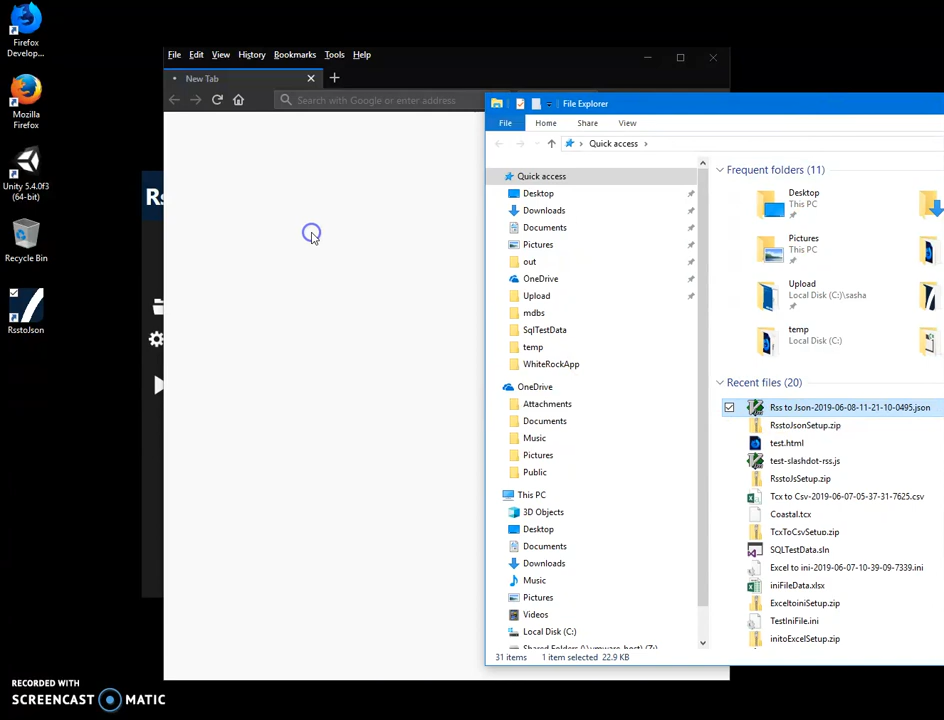 Firefox
Develop...
Mozilla
Firefox
Unity 5.4.0f3
(64-bit)
Recycle Bin
RsstoJson
Rs
File Edit View History Bookmarks Tools Help
New Tab
Search with Google or enter address
File Explorer
File Home Share View
Quick access
Quick access
Desktop
Downloads
Documents
Pictures
out
OneDrive
Upload
mdbs
SqlTestData
temp
WhiteRockApp
OneDrive
Attachments
Documents
Music
Pictures
Public
This PC
3D Objects
Desktop
Documents
Downloads
Music
Pictures
Videos
Local Disk (C:)
Frequent folders (11)
Desktop
This PC
Pictures
This PC
Upload
Local Disk (C:)\sasha
temp
Local Disk (C:)
Recent files (20)
Rss to Json-2019-06-08-11-21-10-0495.json
RsstoJsonSetup.zip
test.html
test-slashdot-rss.js
RsstoJsSetup.zip
Tcx to Csv-2019-06-07-05-37-31-7625.csv
Coastal.tcx
TcxToCsvSetup.zip
SQLTestData.sln
Excel to ini-2019-06-07-10-39-09-7339.ini
iniFileData.xlsx
ExceltoiniSetup.zip
TestIniFile.ini
initoExcelSetup.zip
31 items 1 item selected 22.9 KB
RECORDED WITH
SCREENCAST MATIC